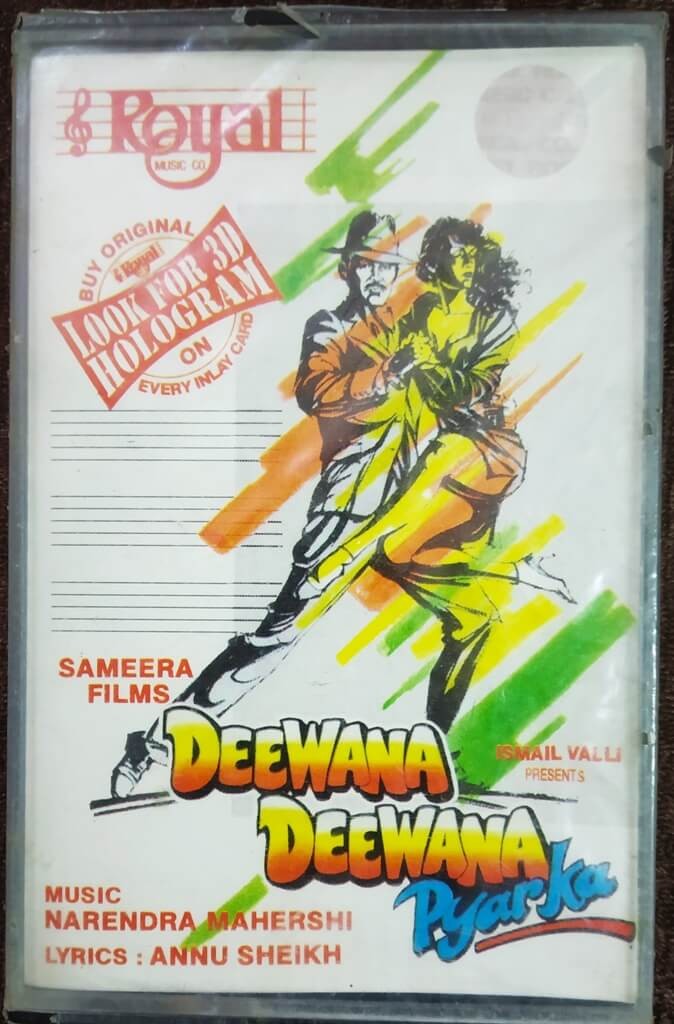 Royal
MUSIC CO.
BUY ORIGINAL
Royal
LOOK FOR 3D
HOLOGRAM
ON
EVERY INLAY CARD
SAMEERA
FILMS
DEEWANA
ISMAIL VALLI
PRESENTS
DEEWANA
Pyar ka
MUSIC
NARENDRA MAHERSHI
LYRICS : ANNU SHEIKH